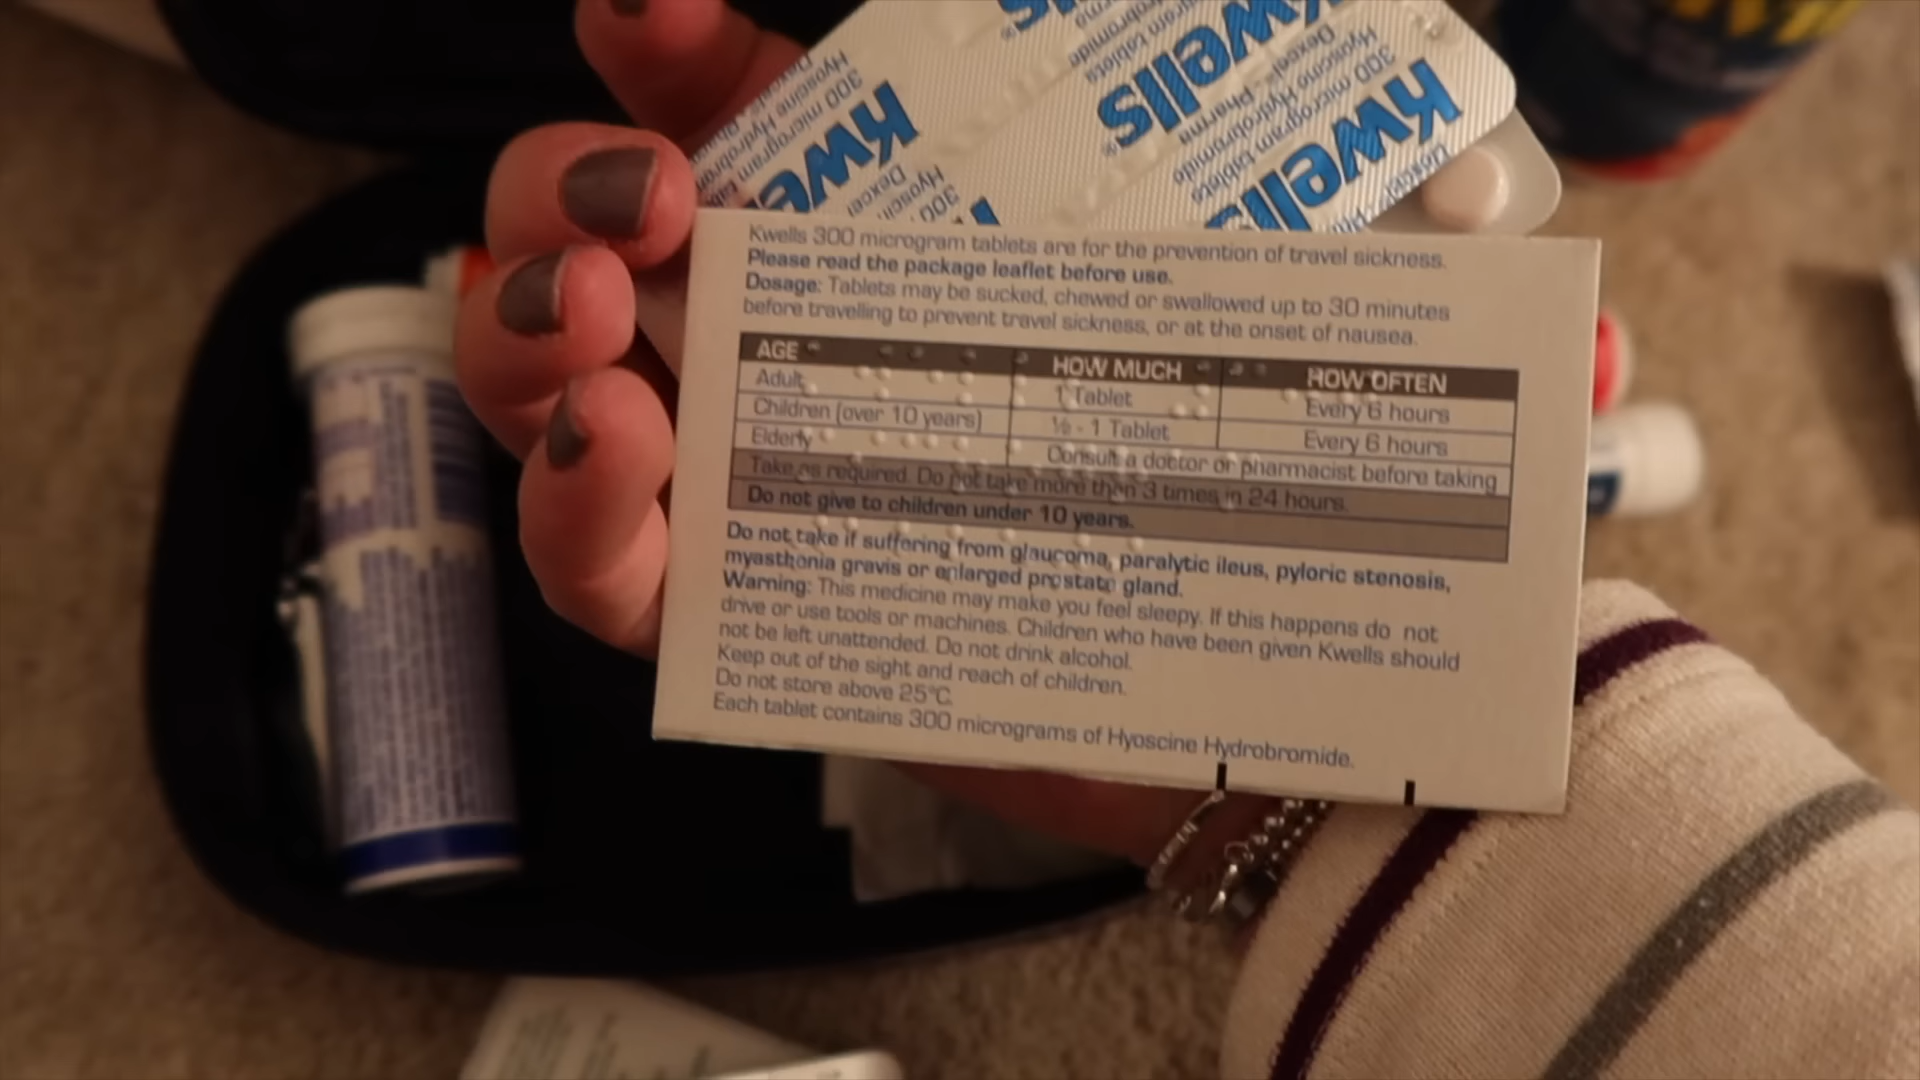 Kwells
300 microgram tablets
Hyoscine Hydrobromide
Dexcel Pharma
Kwells
300 microgram tablets
Hyoscine Hydrobromide
Dexcel® Pharma
Kwells
Kwells 300 microgram tablets are for the prevention of travel sickness.
Please read the package leaflet before use.
Dosage: Tablets may be sucked, chewed or swallowed up to 30 minutes
before travelling to prevent travel sickness, or at the onset of nausea.
AGE HOW MUCH HOW OFTEN
Adult 1 Tablet Every 6 hours
Children (over 10 years) ½ - 1 Tablet Every 6 hours
Elderly Consult a doctor or pharmacist before taking
Take as required. Do not take more then 3 times in 24 hours.
Do not give to children under 10 years.
Do not take if suffering from glaucoma, paralytic ileus, pyloric stenosis,
myasthonia gravis or enlarged prostate gland.
Warning: This medicine may make you feel sleepy. If this happens do not
drive or use tools or machines. Children who have been given Kwells should
not be left unattended. Do not drink alcohol.
Keep out of the sight and reach of children.
Do not store above 25°C.
Each tablet contains 300 micrograms of Hyoscine Hydrobromide.